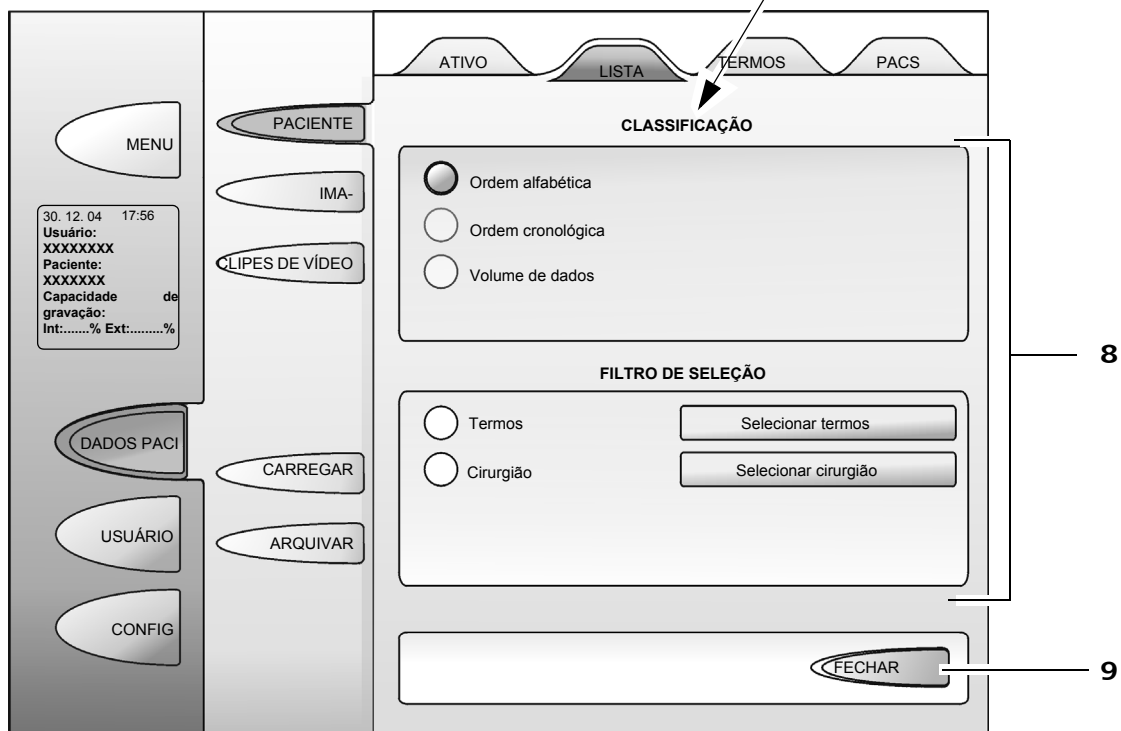 ATIVO
LISTA
TERMOS
PACS
MENU
30. 12. 04 17:56
Usuário:
XXXXXXXX
Paciente:
XXXXXXX
Capacidade de
gravação:
Int:.......% Ext:.........%
DADOS PACI
USUÁRIO
CONFIG
PACIENTE
IMA-
CLIPES DE VÍDEO
CARREGAR
ARQUIVAR
CLASSIFICAÇÃO
Ordem alfabética
Ordem cronológica
Volume de dados
FILTRO DE SELEÇÃO
Termos Selecionar termos
Cirurgião Selecionar cirurgião
FECHAR
8
9